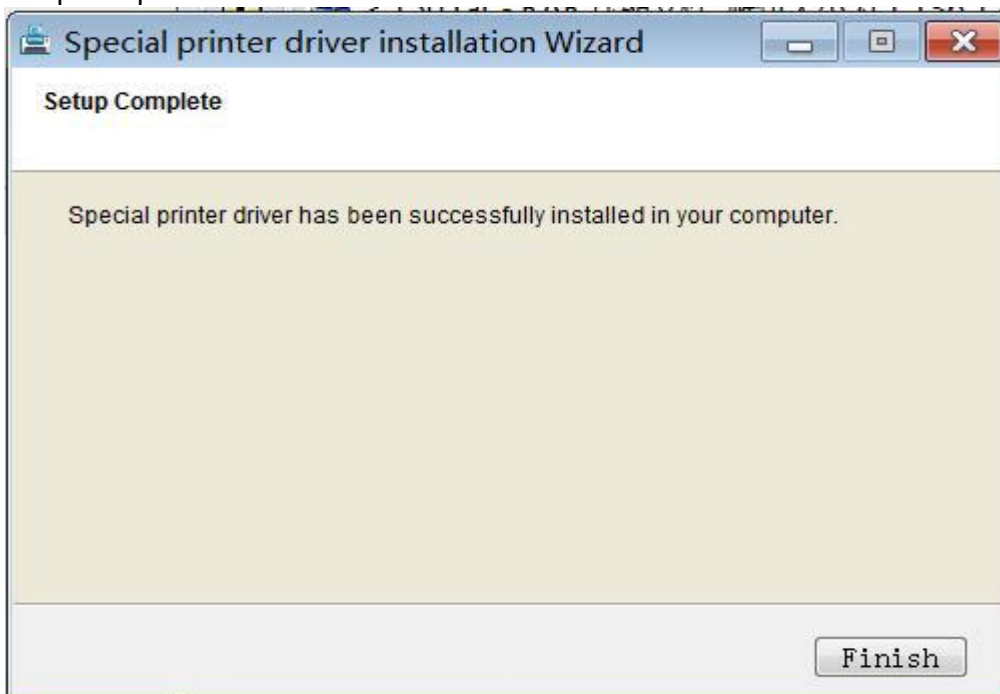 Special printer driver installation Wizard
Setup Complete
Special printer driver has been successfully installed in your computer.
Finish